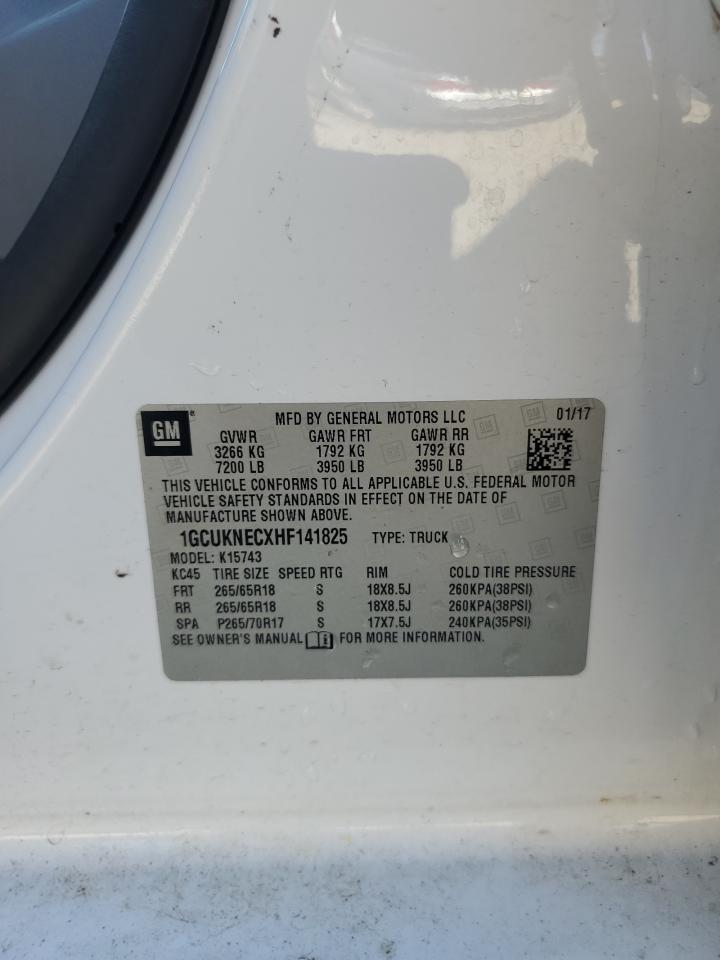 GM ® MFD BY GENERAL MOTORS LLC 01/17
GVWR GAWR FRT GAWR RR
3266 KG 1792 KG 1792 KG
7200 LB 3950 LB 3950 LB
THIS VEHICLE CONFORMS TO ALL APPLICABLE U.S. FEDERAL MOTOR
VEHICLE SAFETY STANDARDS IN EFFECT ON THE DATE OF
MANUFACTURE SHOWN ABOVE.
1GCUKNECXHF141825 TYPE: TRUCK
MODEL: K15743
KC45 TIRE SIZE SPEED RTG RIM COLD TIRE PRESSURE
FRT 265/65R18 S 18X8.5J 260KPA(38PSI)
RR 265/65R18 S 18X8.5J 260KPA(38PSI)
SPA P265/70R17 S 17X7.5J 240KPA(35PSI)
SEE OWNER'S MANUAL i FOR MORE INFORMATION.